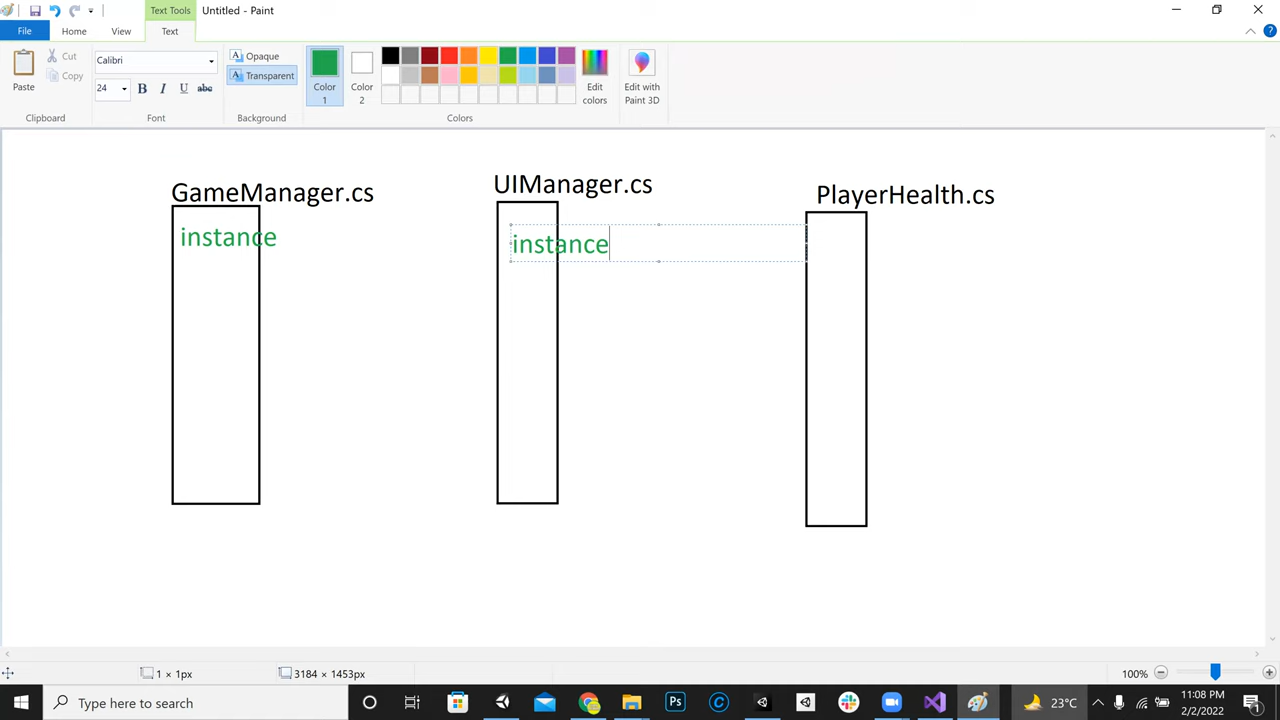 Text Tools
Untitled - Paint
File
Home
View
Text
Paste
Cut
Copy
Clipboard
Calibri
24
B I U abc
Font
Opaque
Transparent
Background
Color 1
Color 2
Edit colors
Edit with Paint 3D
Colors
GameManager.cs
UIManager.cs
PlayerHealth.cs
instance
instance
1 × 1px
3184 × 1453px
100%
Type here to search
Ps
23°C
11:08 PM
2/2/2022
1